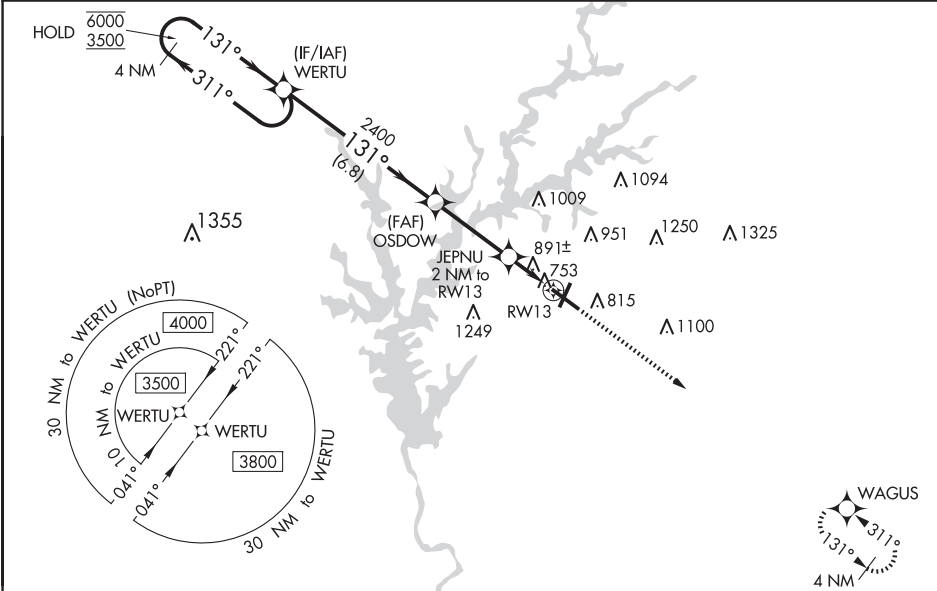 HOLD 6000
3500
4 NM
131°
311°
(IF/IAF)
WERTU
2400
131°
(6.8)
(FAF)
OSDOW
JEPNU
2 NM to
RW13
RW13
1355
1009
1094
951
1250
1325
891±
753
815
1249
1100
30 NM to WERTU (NoPT)
4000
10 NM to WERTU
3500
221°
221°
WERTU
WERTU
3800
041°
041°
30 NM to WERTU
WAGUS
131°
311°
4 NM